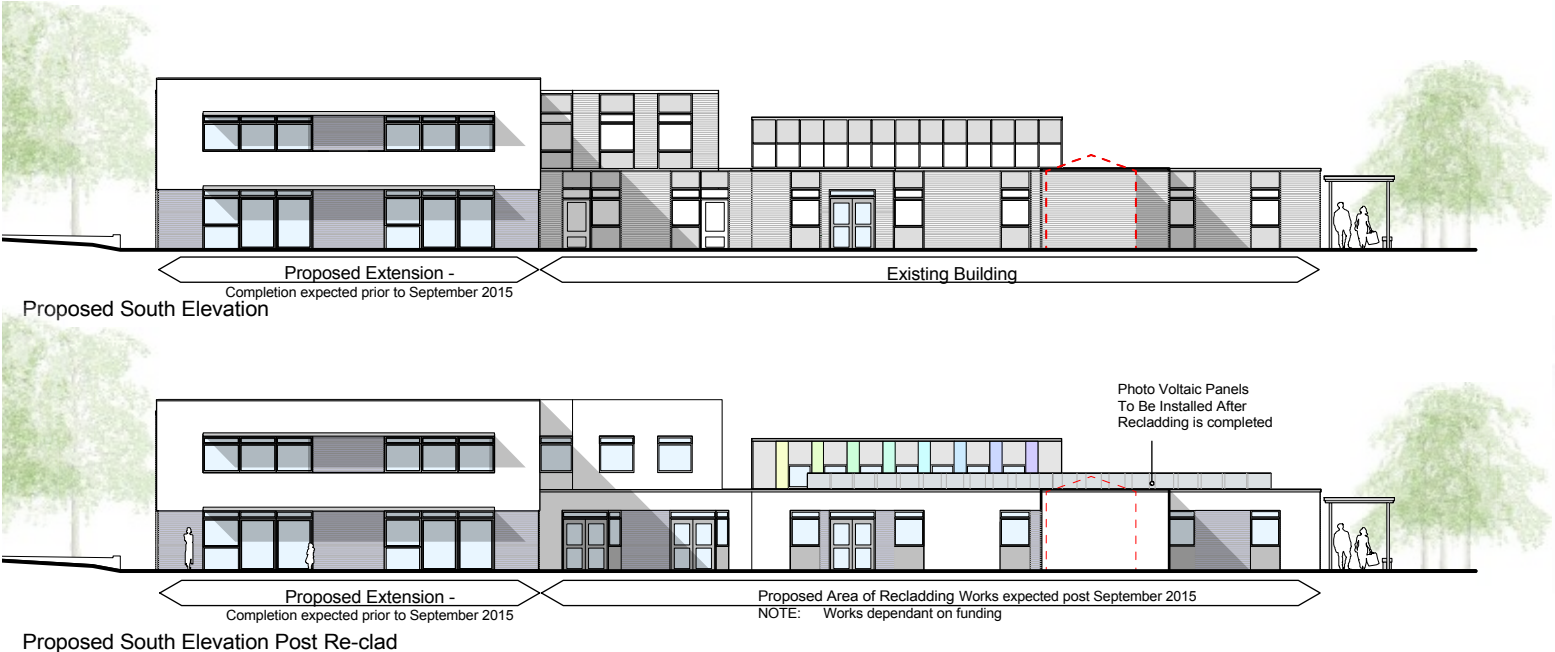 Proposed Extension -
Completion expected prior to September 2015
Existing Building
Proposed South Elevation
Photo Voltaic Panels
To Be Installed After
Recladding is completed
Proposed Extension -
Completion expected prior to September 2015
Proposed Area of Recladding Works expected post September 2015
NOTE: Works dependant on funding
Proposed South Elevation Post Re-clad